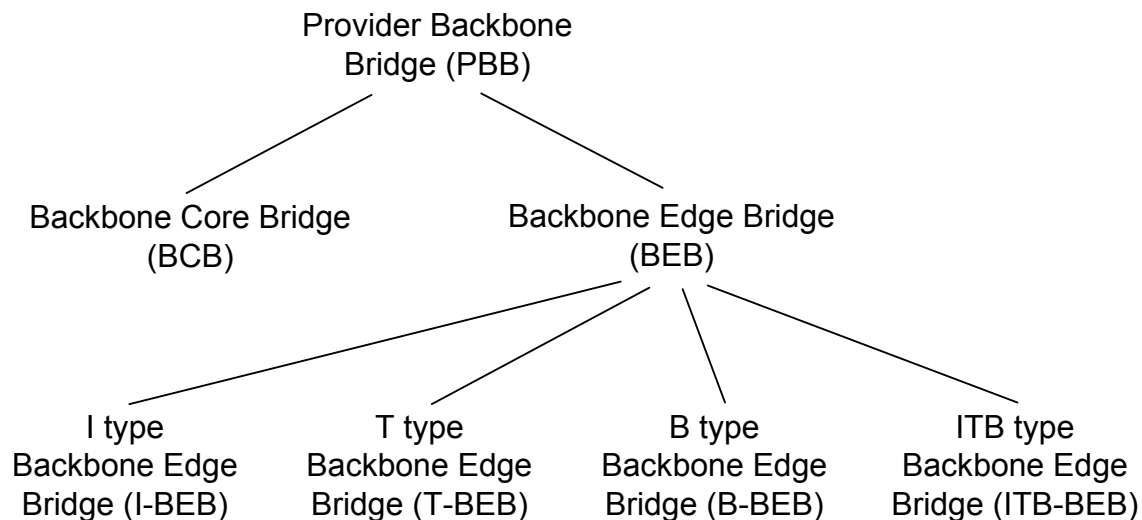 Provider Backbone
Bridge (PBB)
Backbone Core Bridge
(BCB)
Backbone Edge Bridge
(BEB)
I type
Backbone Edge
Bridge (I-BEB)
T type
Backbone Edge
Bridge (T-BEB)
B type
Backbone Edge
Bridge (B-BEB)
ITB type
Backbone Edge
Bridge (ITB-BEB)